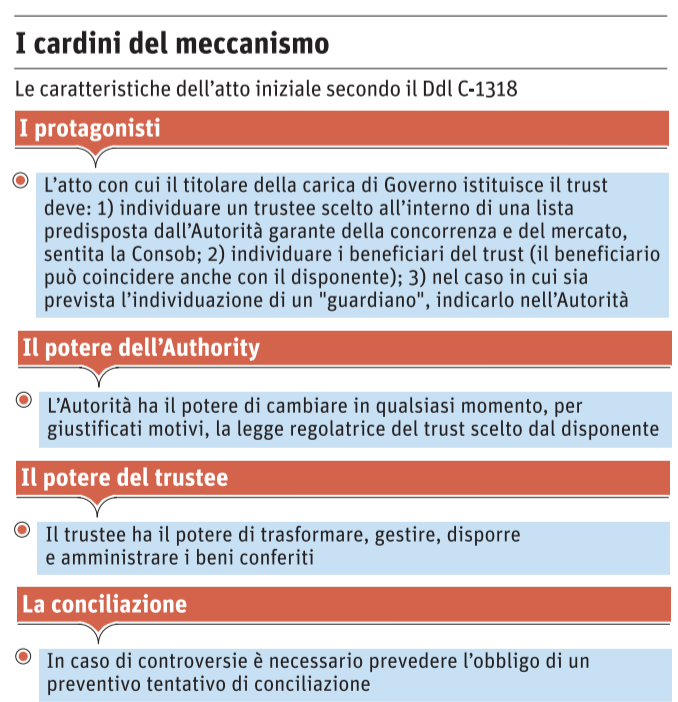 I cardini del meccanismo
Le caratteristiche dell'atto iniziale secondo il Ddl C-1318
I protagonisti
L'atto con cui il titolare della carica di Governo istituisce il trust
deve: 1) individuare un trustee scelto all'interno di una lista
predisposta dall'Autorità garante della concorrenza e del mercato,
sentita la Consob; 2) individuare i beneficiari del trust (il beneficiario
può coincidere anche con il disponente); 3) nel caso in cui sia
prevista l'individuazione di un "guardiano", indicarlo nell'Autorità
Il potere dell'Authority
L'Autorità ha il potere di cambiare in qualsiasi momento, per
giustificati motivi, la legge regolatrice del trust scelto dal disponente
Il potere del trustee
Il trustee ha il potere di trasformare, gestire, disporre
e amministrare i beni conferiti
La conciliazione
In caso di controversie è necessario prevedere l'obbligo di un
preventivo tentativo di conciliazione